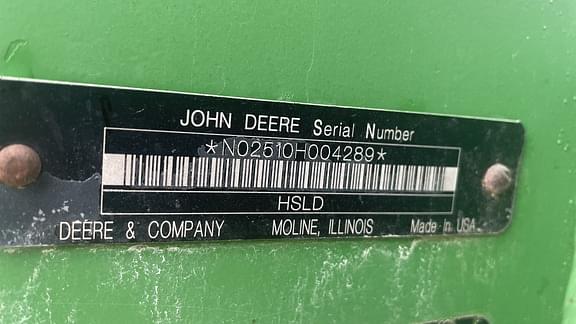 JOHN DEERE Serial Number
*N02510H004289*
HSLD
DEERE & COMPANY MOLINE, ILLINOIS Made In USA